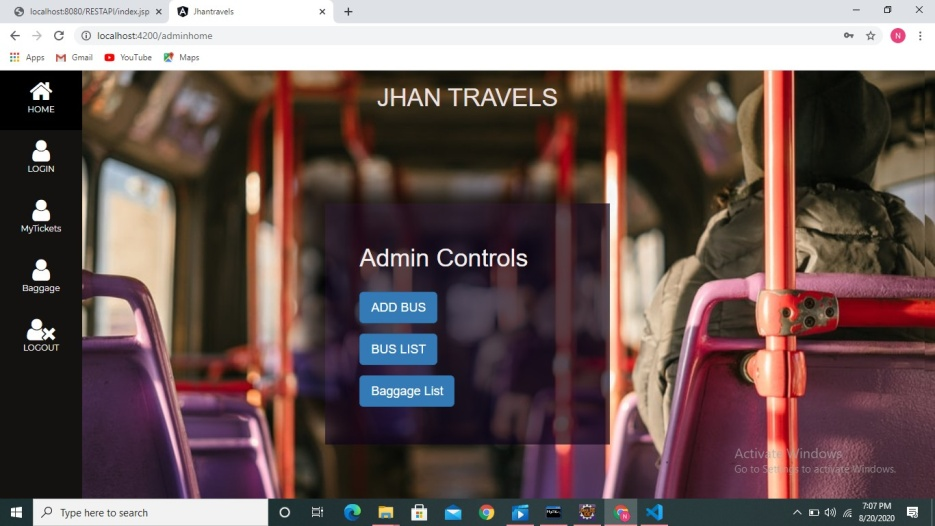 localhost:8080/RESTAPI/index.jsp
Jhantravels
localhost:4200/adminhome
N
Apps
Gmail
YouTube
Maps
HOME
LOGIN
MyTickets
Baggage
LOGOUT
JHAN TRAVELS
Admin Controls
ADD BUS
BUS LIST
Baggage List
Activate Windows
Go to Settings to activate Windows.
Type here to search
7:07 PM
8/20/2020